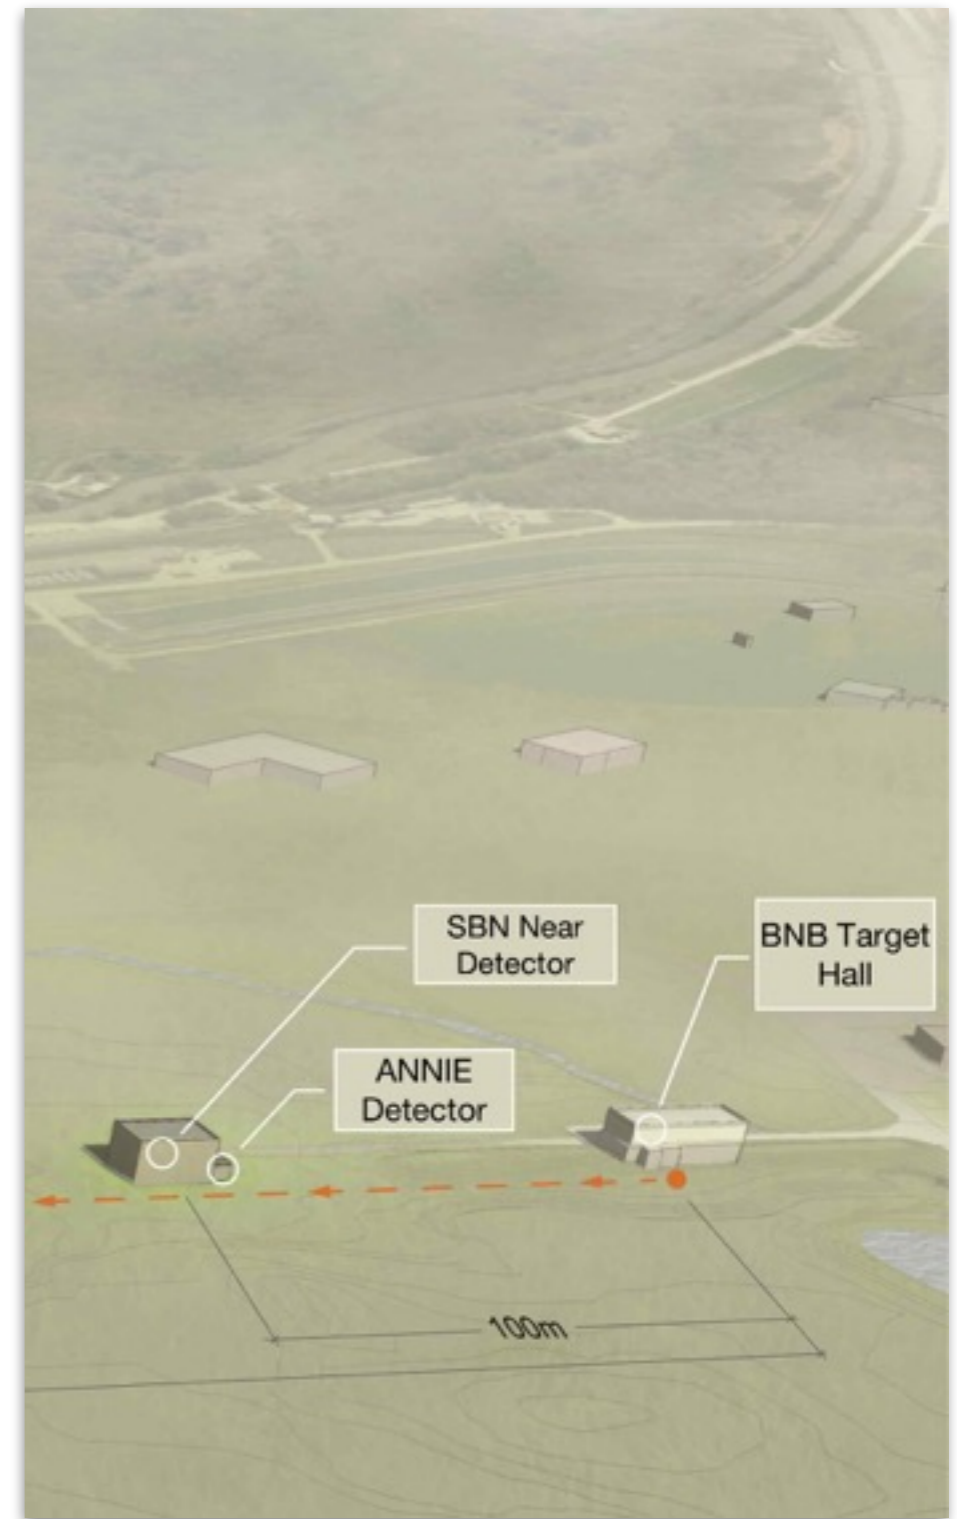 SBN Near
Detector
BNB Target
Hall
ANNIE
Detector
100m